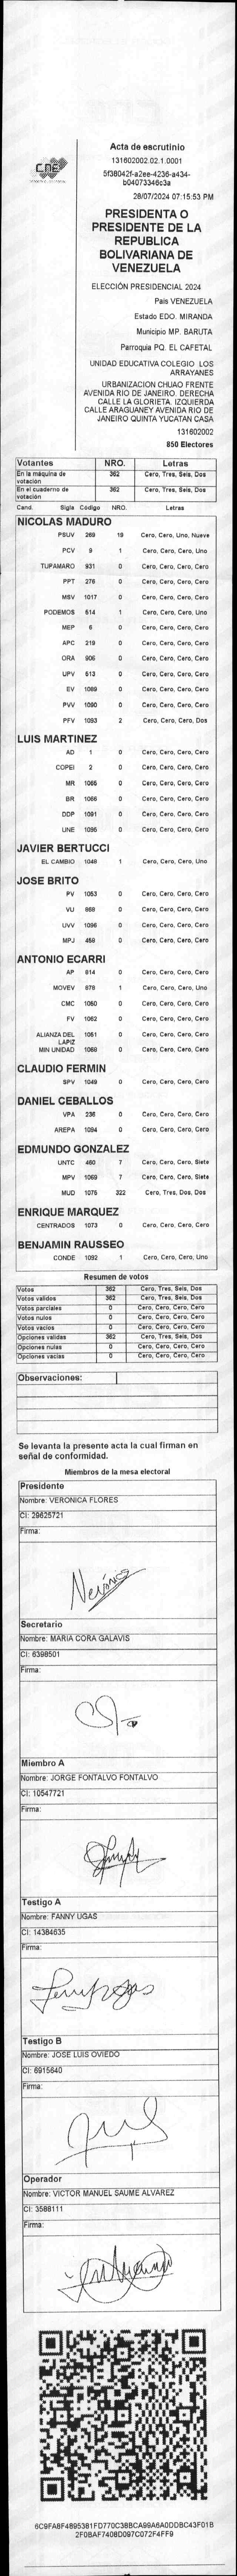 CNE
Acta de escrutinio
131602002.02.1.0001
5f38042f-a2ee-4236-a434-
b04073346c3a
28/07/2024 07:15:53 PM
PRESIDENTA O
PRESIDENTE DE LA
REPUBLICA
BOLIVARIANA DE
VENEZUELA
ELECCIÓN PRESIDENCIAL 2024
País VENEZUELA
Estado EDO. MIRANDA
Municipio MP. BARUTA
Parroquia PQ. EL CAFETAL
UNIDAD EDUCATIVA COLEGIO LOS
ARRAYANES
URBANIZACION CHUAO FRENTE
AVENIDA RIO DE JANEIRO. DERECHA
CALLE LA GLORIETA. IZQUIERDA
CALLE ARAGUANEY AVENIDA RIO DE
JANEIRO QUINTA YUCATAN CASA
131602002
850 Electores
Votantes NRO. Letras
En la máquina de votación 362 Cero, Tres, Seis, Dos
En el cuaderno de votación 362 Cero, Tres, Seis, Dos
Cand. Sigla Código NRO. Letras
NICOLAS MADURO
PSUV 269 19 Cero, Cero, Uno, Nueve
PCV 9 1 Cero, Cero, Cero, Uno
TUPAMARO 931 0 Cero, Cero, Cero, Cero
PPT 276 0 Cero, Cero, Cero, Cero
MSV 1017 0 Cero, Cero, Cero, Cero
PODEMOS 514 1 Cero, Cero, Cero, Uno
MEP 6 0 Cero, Cero, Cero, Cero
APC 219 0 Cero, Cero, Cero, Cero
ORA 906 0 Cero, Cero, Cero, Cero
UPV 513 0 Cero, Cero, Cero, Cero
EV 1089 0 Cero, Cero, Cero, Cero
PVV 1090 0 Cero, Cero, Cero, Cero
PFV 1093 2 Cero, Cero, Cero, Dos
LUIS MARTINEZ
AD 1 0 Cero, Cero, Cero, Cero
COPEI 2 0 Cero, Cero, Cero, Cero
MR 1065 0 Cero, Cero, Cero, Cero
BR 1066 0 Cero, Cero, Cero, Cero
DDP 1091 0 Cero, Cero, Cero, Cero
UNE 1095 0 Cero, Cero, Cero, Cero
JAVIER BERTUCCI
EL CAMBIO 1048 1 Cero, Cero, Cero, Uno
JOSE BRITO
PV 1053 0 Cero, Cero, Cero, Cero
VU 868 0 Cero, Cero, Cero, Cero
UVV 1096 0 Cero, Cero, Cero, Cero
MPJ 459 0 Cero, Cero, Cero, Cero
ANTONIO ECARRI
AP 814 0 Cero, Cero, Cero, Cero
MOVEV 878 1 Cero, Cero, Cero, Uno
CMC 1050 0 Cero, Cero, Cero, Cero
FV 1062 0 Cero, Cero, Cero, Cero
ALIANZA DEL LAPIZ 1051 0 Cero, Cero, Cero, Cero
MIN UNIDAD 1068 0 Cero, Cero, Cero, Cero
CLAUDIO FERMIN
SPV 1049 0 Cero, Cero, Cero, Cero
DANIEL CEBALLOS
VPA 236 0 Cero, Cero, Cero, Cero
AREPA 1094 0 Cero, Cero, Cero, Cero
EDMUNDO GONZALEZ
UNTC 460 7 Cero, Cero, Cero, Siete
MPV 1069 7 Cero, Cero, Cero, Siete
MUD 1075 322 Cero, Tres, Dos, Dos
ENRIQUE MARQUEZ
CENTRADOS 1073 0 Cero, Cero, Cero, Cero
BENJAMIN RAUSSEO
CONDE 1092 1 Cero, Cero, Cero, Uno
Resumen de votos
Votos 362 Cero, Tres, Seis, Dos
Votos validos 362 Cero, Tres, Seis, Dos
Votos parciales 0 Cero, Cero, Cero, Cero
Votos nulos 0 Cero, Cero, Cero, Cero
Votos vacios 0 Cero, Cero, Cero, Cero
Opciones validas 362 Cero, Tres, Seis, Dos
Opciones nulas 0 Cero, Cero, Cero, Cero
Opciones vacias 0 Cero, Cero, Cero, Cero
Observaciones:
Se levanta la presente acta la cual firman en
señal de conformidad.
Miembros de la mesa electoral
Presidente
Nombre: VERONICA FLORES
CI: 29625721
Firma:
Verónica
Secretario
Nombre: MARIA CORA GALAVIS
CI: 6398501
Firma:
Miembro A
Nombre: JORGE FONTALVO FONTALVO
CI: 10547721
Firma:
Testigo A
Nombre: FANNY UGAS
CI: 14384635
Firma:
Testigo B
Nombre: JOSE LUIS OVIEDO
CI: 6915640
Firma:
Operador
Nombre: VICTOR MANUEL SAUME ALVAREZ
CI: 3588111
Firma:
6C9FA8F4895381FD770C38BCA99A6A0DDBC43F01B
2F0BAF7408D097C072F4FF9